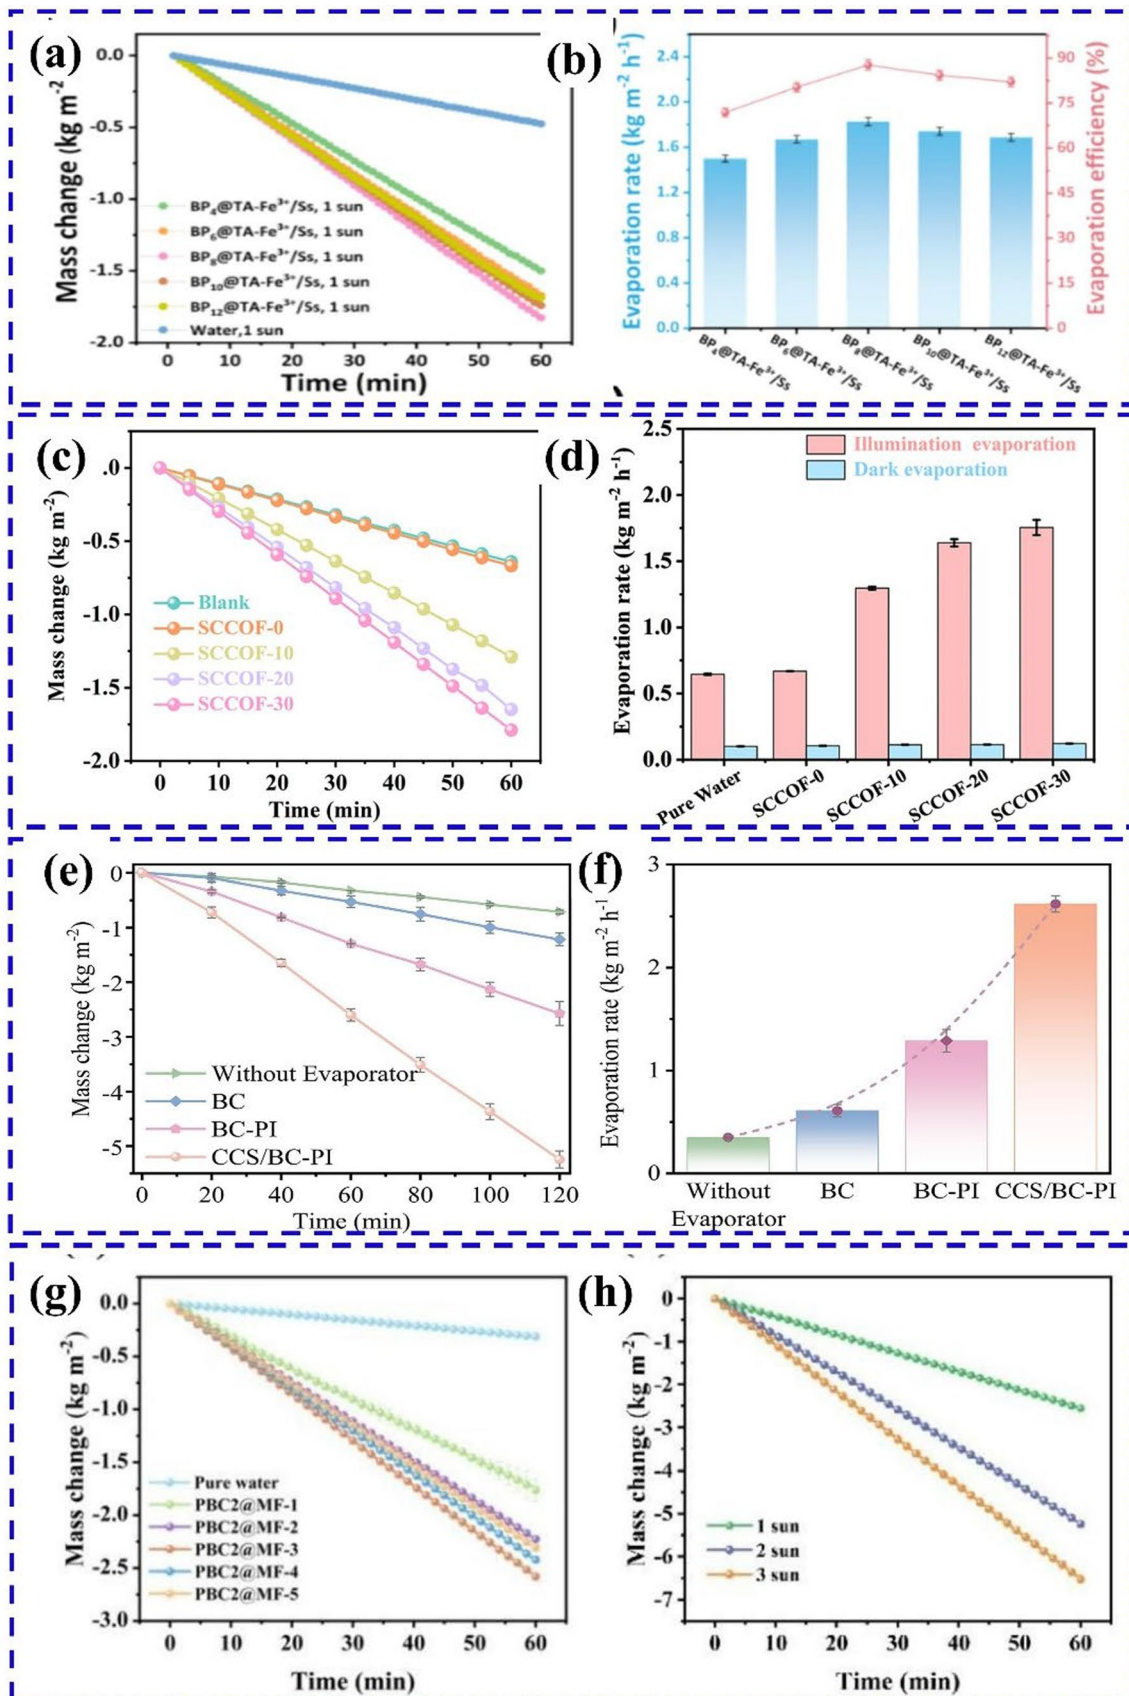 (a)
Mass change (kg m⁻²)
0.0
-0.5
-1.0
-1.5
-2.0
BP₄@TA-Fe³⁺/Ss, 1 sun
BP₆@TA-Fe³⁺/Ss, 1 sun
BP₈@TA-Fe³⁺/Ss, 1 sun
BP₁₀@TA-Fe³⁺/Ss, 1 sun
BP₁₂@TA-Fe³⁺/Ss, 1 sun
Water,1 sun
0 10 20 30 40 50 60
Time (min)
(b)
Evaporation rate (kg m⁻² h⁻¹)
2.4
2.0
1.6
1.2
0.8
0.4
0.0
90
75
60
45
30
15
0
Evaporation efficiency (%)
BP₄@TA-Fe³⁺/Ss
BP₆@TA-Fe³⁺/Ss
BP₈@TA-Fe³⁺/Ss
BP₁₀@TA-Fe³⁺/Ss
BP₁₂@TA-Fe³⁺/Ss
(c)
Mass change (kg m⁻²)
.0
-0.5
-1.0
-1.5
-2.0
Blank
SCCOF-0
SCCOF-10
SCCOF-20
SCCOF-30
0 10 20 30 40 50 60
Time (min)
(d)
Evaporation rate (kg m⁻² h⁻¹)
2.5
2.0
1.5
1.0
0.5
0.0
Illumination evaporation
Dark evaporation
Pure Water
SCCOF-0
SCCOF-10
SCCOF-20
SCCOF-30
(e)
Mass change (kg m⁻²)
0
-1
-2
-3
-4
-5
Without Evaporator
BC
BC-PI
CCS/BC-PI
0 20 40 60 80 100 120
Time (min)
(f)
Evaporation rate (kg m⁻² h⁻¹)
3
2
1
0
Without
Evaporator
BC
BC-PI
CCS/BC-PI
(g)
Mass change (kg m⁻²)
0.0
-0.5
-1.0
-1.5
-2.0
-2.5
-3.0
Pure water
PBC2@MF-1
PBC2@MF-2
PBC2@MF-3
PBC2@MF-4
PBC2@MF-5
0 10 20 30 40 50 60
Time (min)
(h)
Mass change (kg m⁻²)
0
-1
-2
-3
-4
-5
-6
-7
1 sun
2 sun
3 sun
0 10 20 30 40 50 60
Time (min)